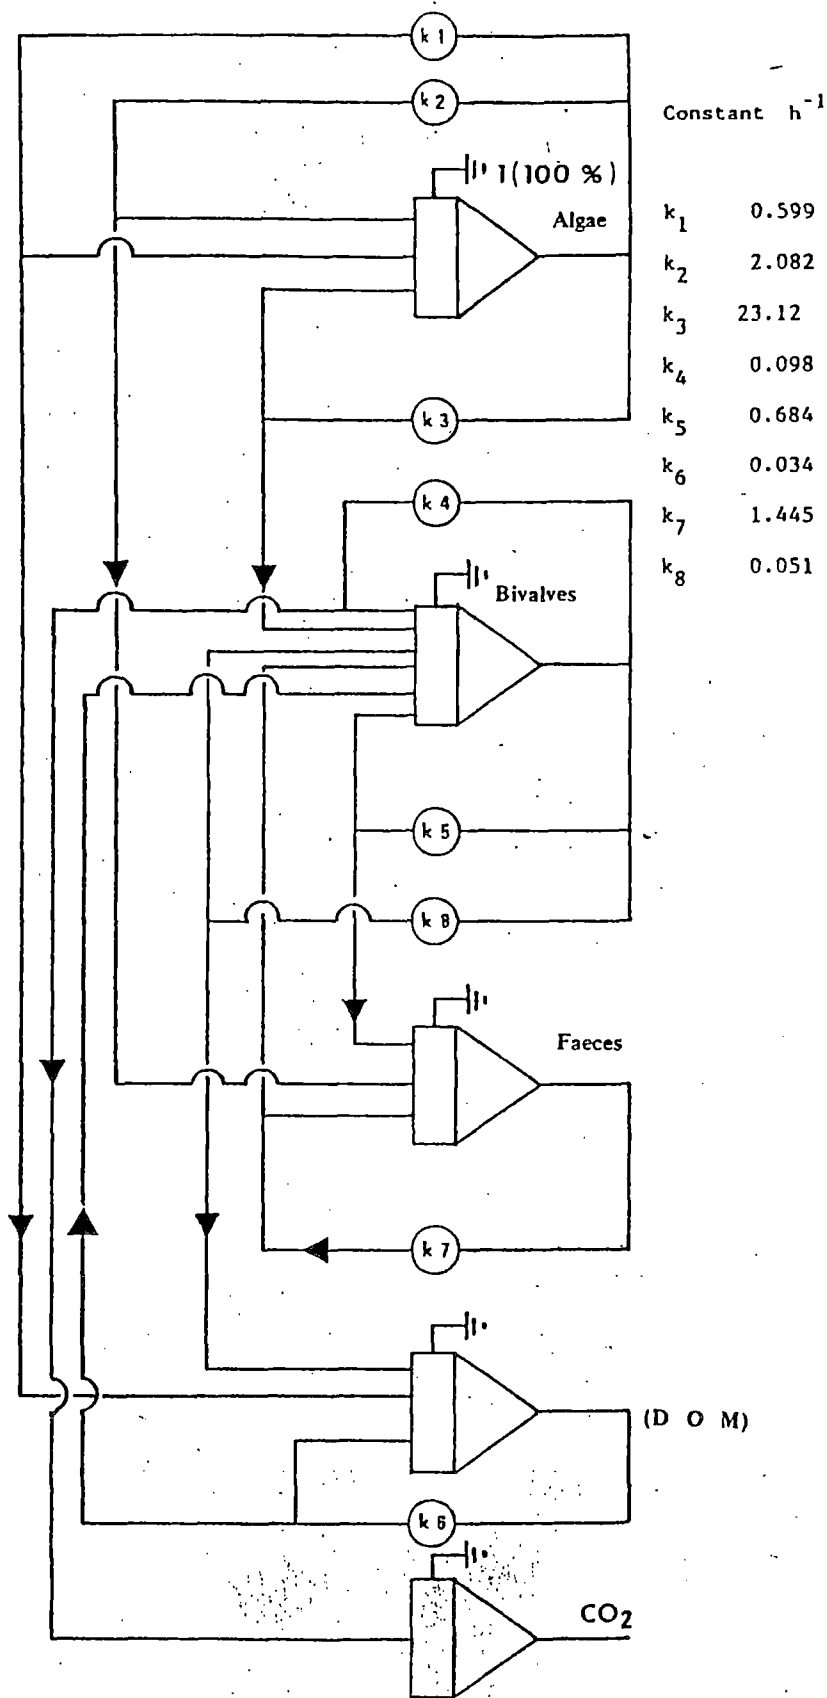 k 1
k 2
Constant h⁻¹
I (100 %)
Algae
k₁ 0.599
k₂ 2.082
k₃ 23.12
k₄ 0.098
k₅ 0.684
k₆ 0.034
k₇ 1.445
k₈ 0.051
k 3
k 4
Bivalves
k 5
k 8
Faeces
k 7
(D O M)
k 6
CO₂